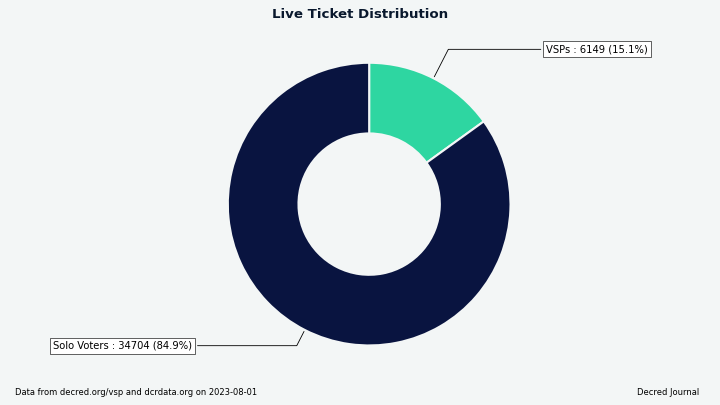 Live Ticket Distribution
VSPs : 6149 (15.1%)
Solo Voters : 34704 (84.9%)
Data from decred.org/vsp and dcrdata.org on 2023-08-01
Decred Journal